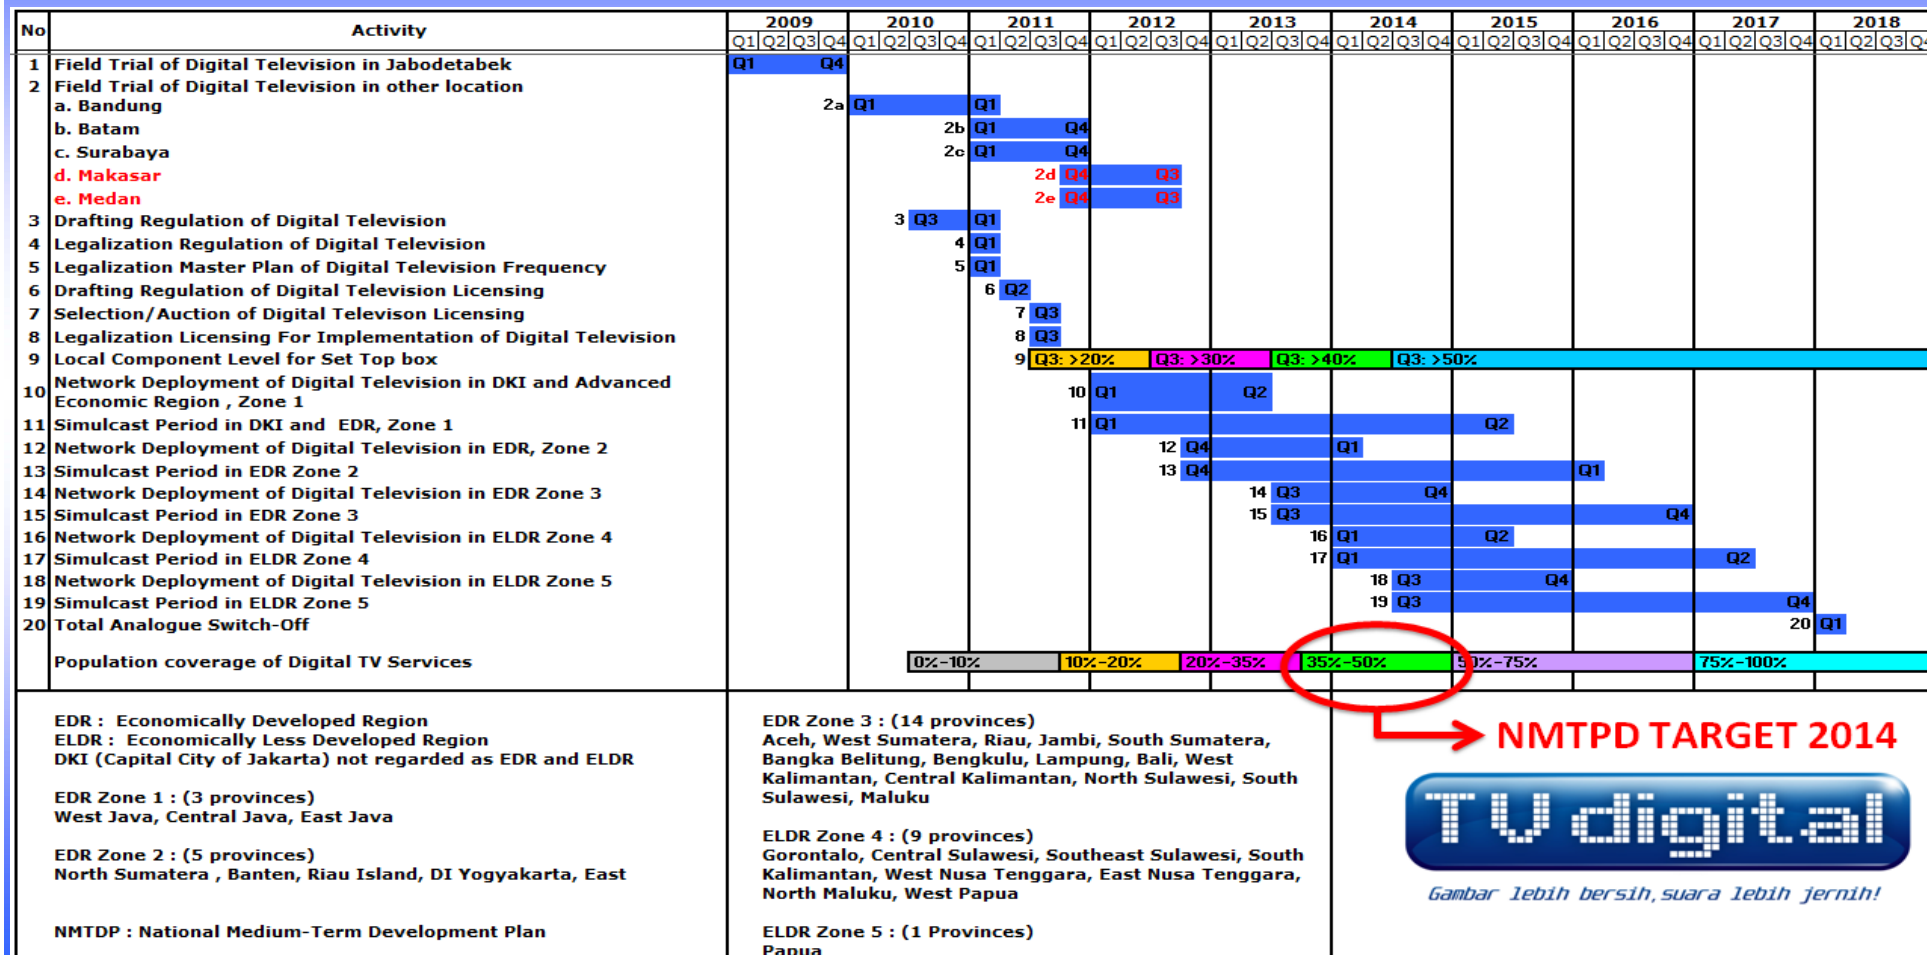 No Activity 2009 2010 2011 2012 2013 2014 2015 2016 2017 2018
Q1 Q2 Q3 Q4 Q1 Q2 Q3 Q4 Q1 Q2 Q3 Q4 Q1 Q2 Q3 Q4 Q1 Q2 Q3 Q4 Q1 Q2 Q3 Q4 Q1 Q2 Q3 Q4 Q1 Q2 Q3 Q4 Q1 Q2 Q3 Q4 Q1 Q2 Q3 Q4
1 Field Trial of Digital Television in Jabodetabek Q1 Q4
2 Field Trial of Digital Television in other location
a. Bandung 2a Q1 Q1
b. Batam 2b Q1 Q4
c. Surabaya 2c Q1 Q4
d. Makasar 2d Q4 Q3
e. Medan 2e Q4 Q3
3 Drafting Regulation of Digital Television 3 Q3 Q1
4 Legalization Regulation of Digital Television 4 Q1
5 Legalization Master Plan of Digital Television Frequency 5 Q1
6 Drafting Regulation of Digital Television Licensing 6 Q2
7 Selection/Auction of Digital Televison Licensing 7 Q3
8 Legalization Licensing For Implementation of Digital Television 8 Q3
9 Local Component Level for Set Top box 9 Q3: >20% Q3: >30% Q3: >40% Q3: >50%
10 Network Deployment of Digital Television in DKI and Advanced
Economic Region , Zone 1 10 Q1 Q2
11 Simulcast Period in DKI and EDR, Zone 1 11 Q1 Q2
12 Network Deployment of Digital Television in EDR, Zone 2 12 Q4 Q1
13 Simulcast Period in EDR Zone 2 13 Q4 Q1
14 Network Deployment of Digital Television in EDR Zone 3 14 Q3 Q4
15 Simulcast Period in EDR Zone 3 15 Q3 Q4
16 Network Deployment of Digital Television in ELDR Zone 4 16 Q1 Q2
17 Simulcast Period in ELDR Zone 4 17 Q1 Q2
18 Network Deployment of Digital Television in ELDR Zone 5 18 Q3 Q4
19 Simulcast Period in ELDR Zone 5 19 Q3 Q4
20 Total Analogue Switch-Off 20 Q1
Population coverage of Digital TV Services 0%-10% 10%-20% 20%-35% 35%-50% 50%-75% 75%-100%
EDR : Economically Developed Region
ELDR : Economically Less Developed Region
DKI (Capital City of Jakarta) not regarded as EDR and ELDR
EDR Zone 1 : (3 provinces)
West Java, Central Java, East Java
EDR Zone 2 : (5 provinces)
North Sumatera , Banten, Riau Island, DI Yogyakarta, East
NMTDP : National Medium-Term Development Plan
EDR Zone 3 : (14 provinces)
Aceh, West Sumatera, Riau, Jambi, South Sumatera,
Bangka Belitung, Bengkulu, Lampung, Bali, West
Kalimantan, Central Kalimantan, North Sulawesi, South
Sulawesi, Maluku
ELDR Zone 4 : (9 provinces)
Gorontalo, Central Sulawesi, Southeast Sulawesi, South
Kalimantan, West Nusa Tenggara, East Nusa Tenggara,
North Maluku, West Papua
ELDR Zone 5 : (1 Provinces)
Papua
NMTPD TARGET 2014
TV digital
Gambar lebih bersih, suara lebih jernih!